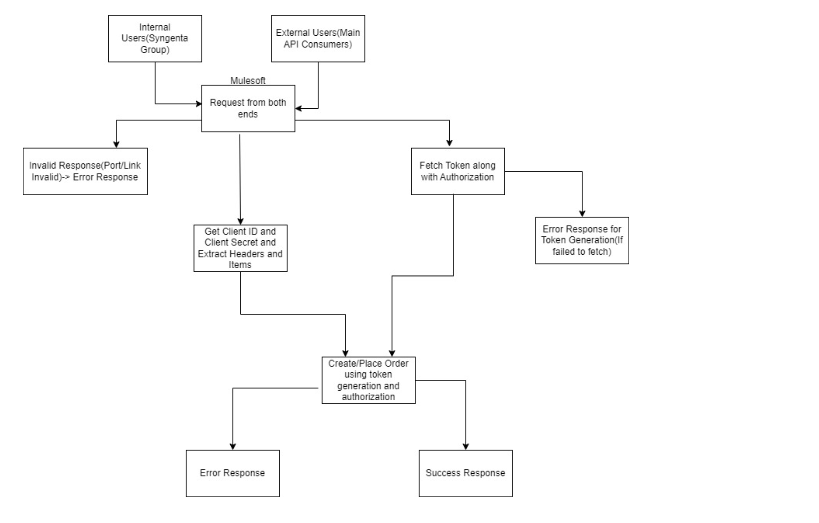 Internal
Users(Syngenta
Group)
External Users(Main
API Consumers)
Mulesoft
Request from both
ends
Invalid Response(Port/Link
Invalid)-> Error Response
Fetch Token along
with Authorization
Get Client ID and
Client Secret and
Extract Headers and
Items
Error Response for
Token Generation(If
failed to fetch)
Create/Place Order
using token
generation and
authorization
Error Response
Success Response